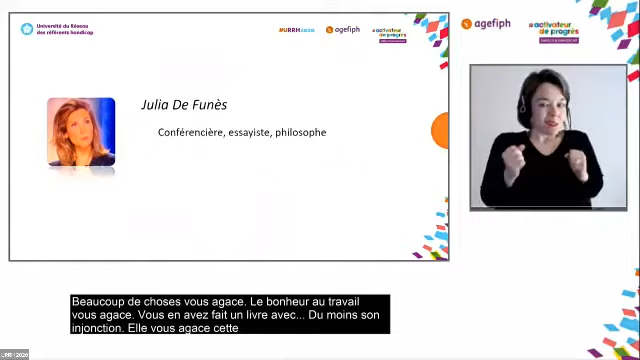 Université du Réseau
des référents handicap
#URRH2020
agefiph
activateur
de progrès
agefiph
#activateur
de progrès
Julia De Funès
Conférencière, essayiste, philosophe
Beaucoup de choses vous agace. Le bonheur au travail
vous agace. Vous en avez fait un livre avec... Du moins son
injonction. Elle vous agace cette
URRH2020